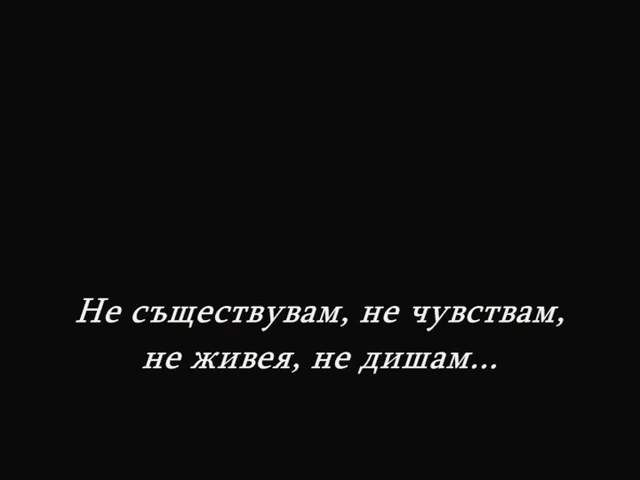 Не съществувам, не чувствам,
не живея, не дишам...